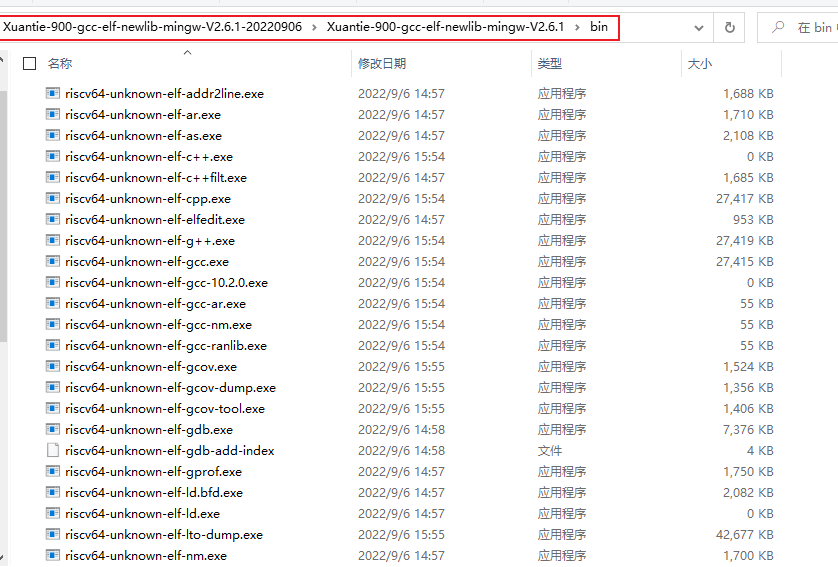 Xuantie-900-gcc-elf-newlib-mingw-V2.6.1-20220906 › Xuantie-900-gcc-elf-newlib-mingw-V2.6.1 › bin 在 bin
名称 修改日期 类型 大小
riscv64-unknown-elf-addr2line.exe 2022/9/6 14:57 应用程序 1,688 KB
riscv64-unknown-elf-ar.exe 2022/9/6 14:57 应用程序 1,710 KB
riscv64-unknown-elf-as.exe 2022/9/6 14:57 应用程序 2,108 KB
riscv64-unknown-elf-c++.exe 2022/9/6 15:54 应用程序 0 KB
riscv64-unknown-elf-c++filt.exe 2022/9/6 14:57 应用程序 1,685 KB
riscv64-unknown-elf-cpp.exe 2022/9/6 15:54 应用程序 27,417 KB
riscv64-unknown-elf-elfedit.exe 2022/9/6 14:57 应用程序 953 KB
riscv64-unknown-elf-g++.exe 2022/9/6 15:54 应用程序 27,419 KB
riscv64-unknown-elf-gcc.exe 2022/9/6 15:54 应用程序 27,415 KB
riscv64-unknown-elf-gcc-10.2.0.exe 2022/9/6 15:54 应用程序 0 KB
riscv64-unknown-elf-gcc-ar.exe 2022/9/6 15:54 应用程序 55 KB
riscv64-unknown-elf-gcc-nm.exe 2022/9/6 15:54 应用程序 55 KB
riscv64-unknown-elf-gcc-ranlib.exe 2022/9/6 15:54 应用程序 55 KB
riscv64-unknown-elf-gcov.exe 2022/9/6 15:55 应用程序 1,524 KB
riscv64-unknown-elf-gcov-dump.exe 2022/9/6 15:55 应用程序 1,356 KB
riscv64-unknown-elf-gcov-tool.exe 2022/9/6 15:55 应用程序 1,406 KB
riscv64-unknown-elf-gdb.exe 2022/9/6 14:58 应用程序 7,376 KB
riscv64-unknown-elf-gdb-add-index 2022/9/6 14:58 文件 4 KB
riscv64-unknown-elf-gprof.exe 2022/9/6 14:57 应用程序 1,750 KB
riscv64-unknown-elf-ld.bfd.exe 2022/9/6 14:57 应用程序 2,082 KB
riscv64-unknown-elf-ld.exe 2022/9/6 14:57 应用程序 0 KB
riscv64-unknown-elf-lto-dump.exe 2022/9/6 15:55 应用程序 42,677 KB
riscv64-unknown-elf-nm.exe 2022/9/6 14:57 应用程序 1,700 KB